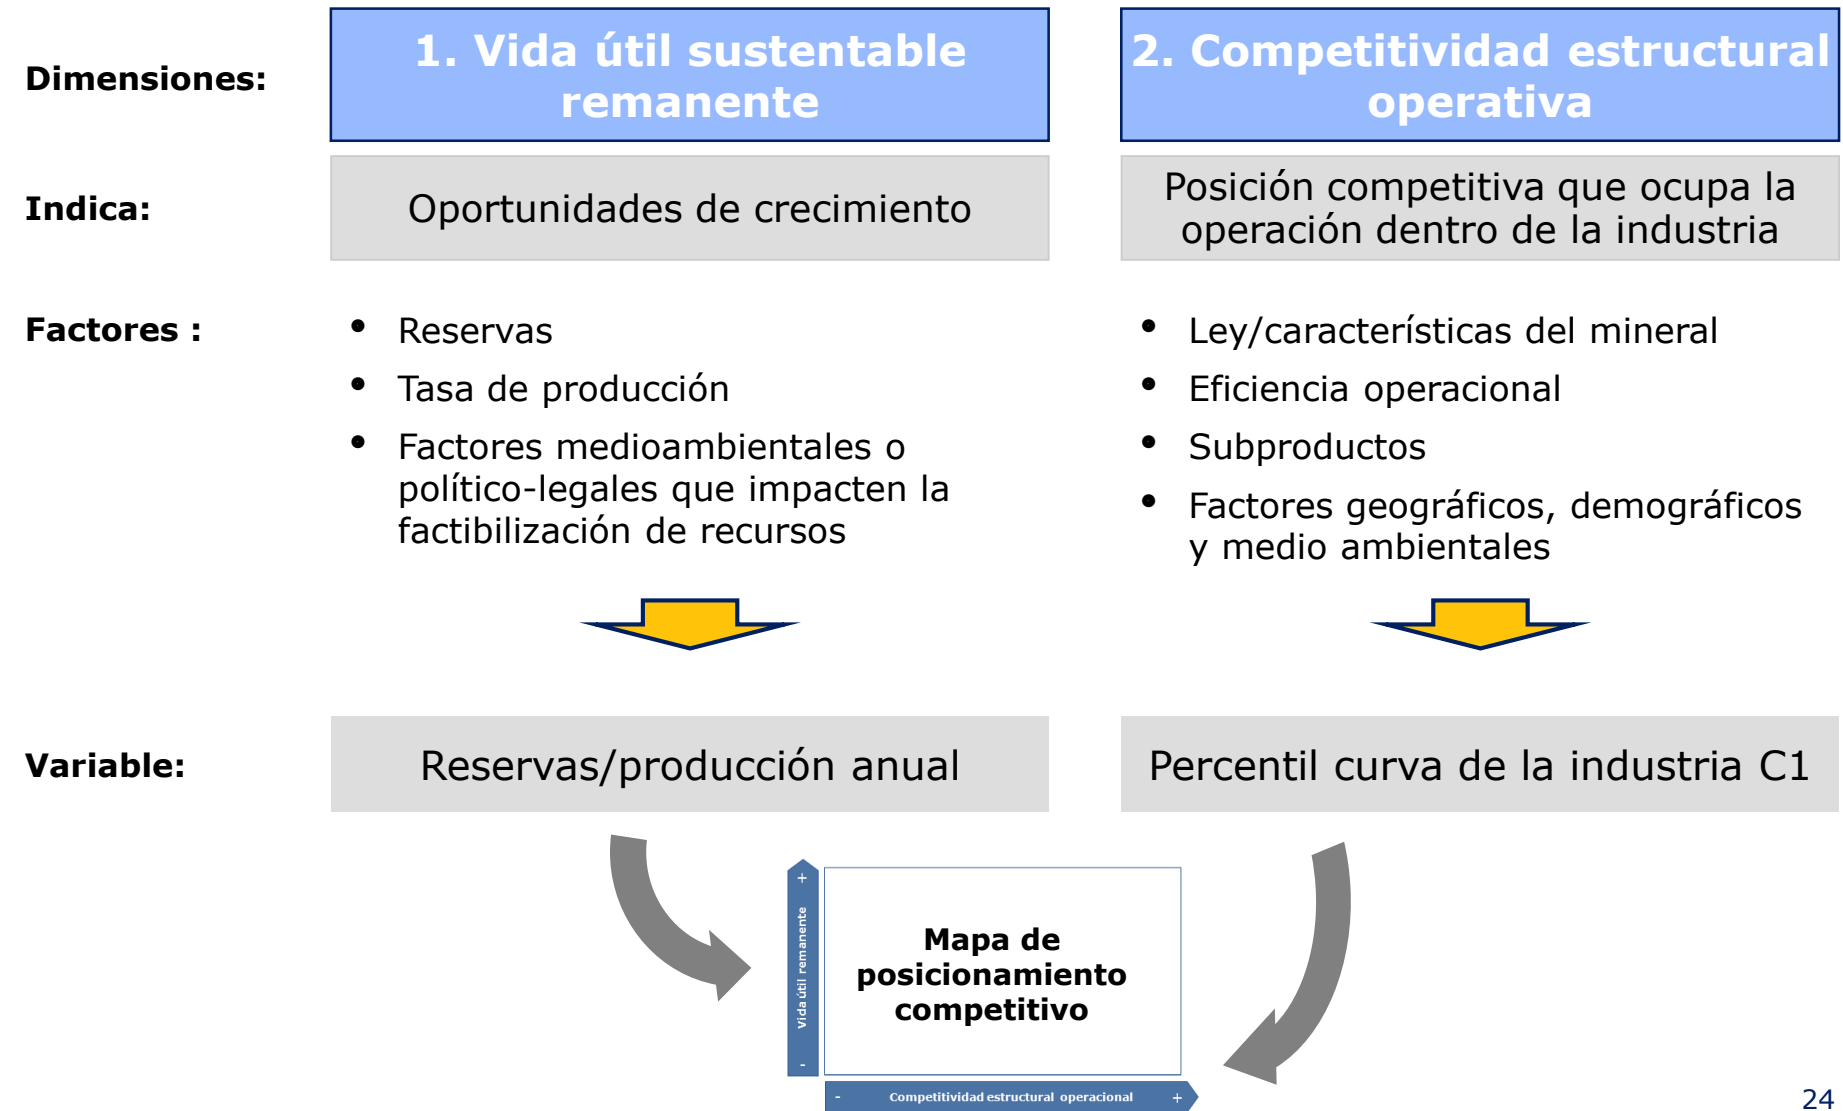 Dimensiones:
1. Vida útil sustentable
remanente
2. Competitividad estructural
operativa
Indica:
Oportunidades de crecimiento
Posición competitiva que ocupa la
operación dentro de la industria
Factores :
• Reservas
• Tasa de producción
• Factores medioambientales o
político-legales que impacten la
factibilización de recursos
• Ley/características del mineral
• Eficiencia operacional
• Subproductos
• Factores geográficos, demográficos
y medio ambientales
Variable:
Reservas/producción anual
Percentil curva de la industria C1
- Vida útil remanente +
Mapa de
posicionamiento
competitivo
- Competitividad estructural operacional +
24